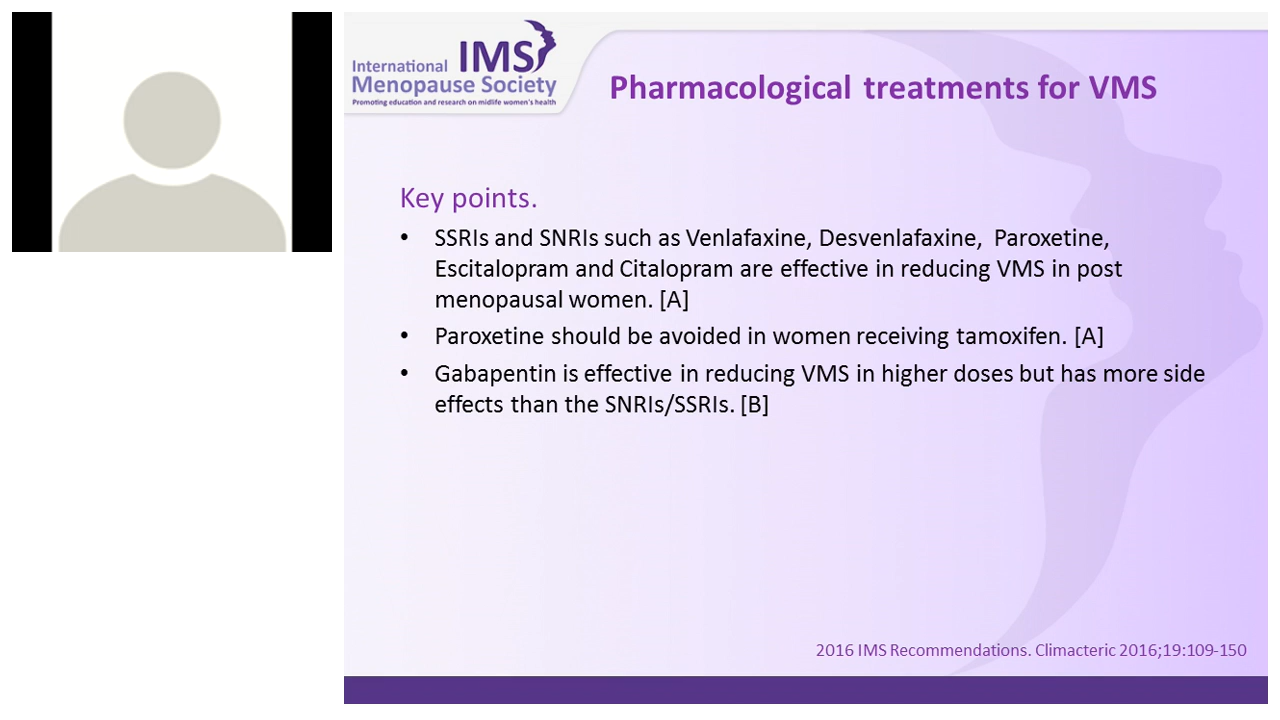 International IMS
Menopause Society
Promoting education and research on midlife women's health
Pharmacological treatments for VMS
Key points.
• SSRIs and SNRIs such as Venlafaxine, Desvenlafaxine, Paroxetine,
Escitalopram and Citalopram are effective in reducing VMS in post
menopausal women. [A]
• Paroxetine should be avoided in women receiving tamoxifen. [A]
• Gabapentin is effective in reducing VMS in higher doses but has more side
effects than the SNRIs/SSRIs. [B]
2016 IMS Recommendations. Climacteric 2016;19:109-150